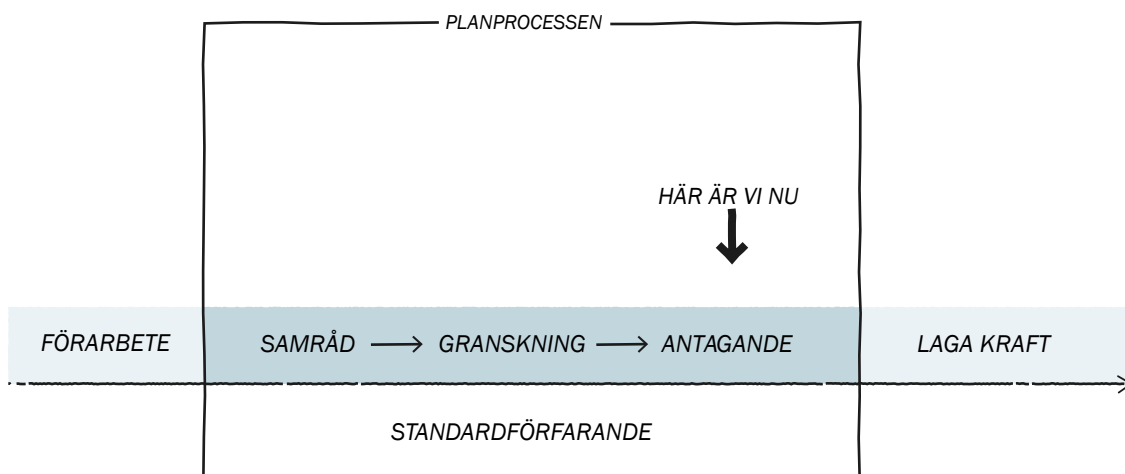 PLANPROCESSEN
HÄR ÄR VI NU
FÖRARBETE SAMRÅD GRANSKNING ANTAGANDE LAGA KRAFT
STANDARDFÖRFARANDE